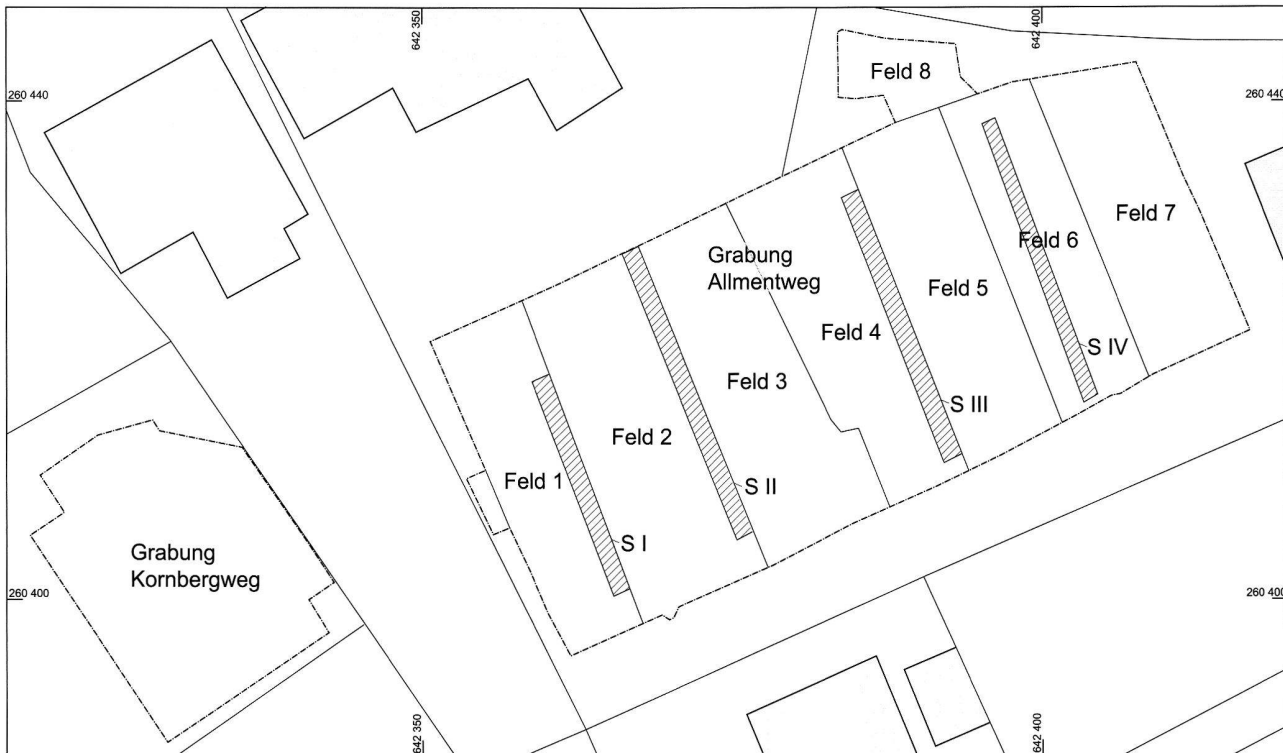 642 350
642 400
260 440
260 440
Feld 8
Feld 7
Feld 6
Grabung
Allmentweg
Feld 5
Feld 4
S IV
Feld 3
S III
Feld 2
Feld 1
S II
S I
Grabung
Kornbergweg
260 400
260 400
642 350
642 400